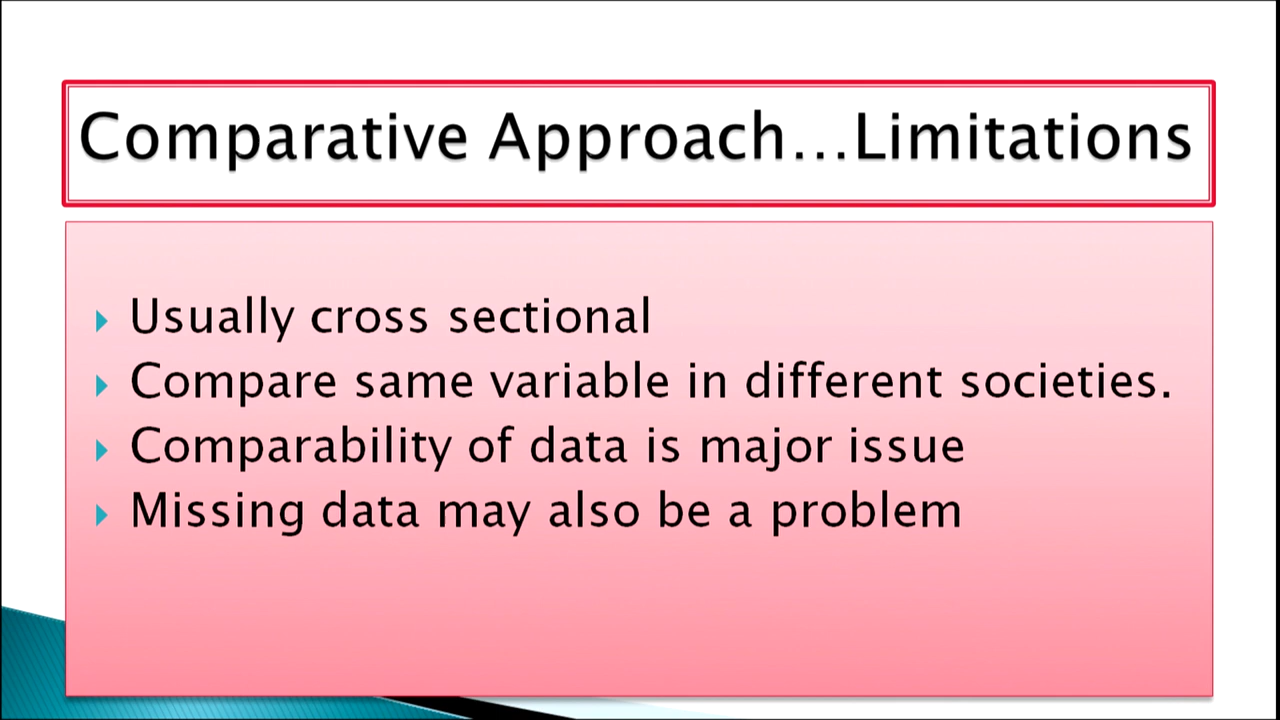 Comparative Approach...Limitations
Usually cross sectional
Compare same variable in different societies.
Comparability of data is major issue
Missing data may also be a problem